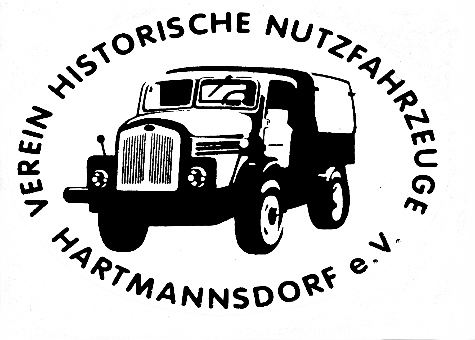 VEREIN HISTORISCHE NUTZFAHRZEUGE
HARTMANNSDORF e.V.